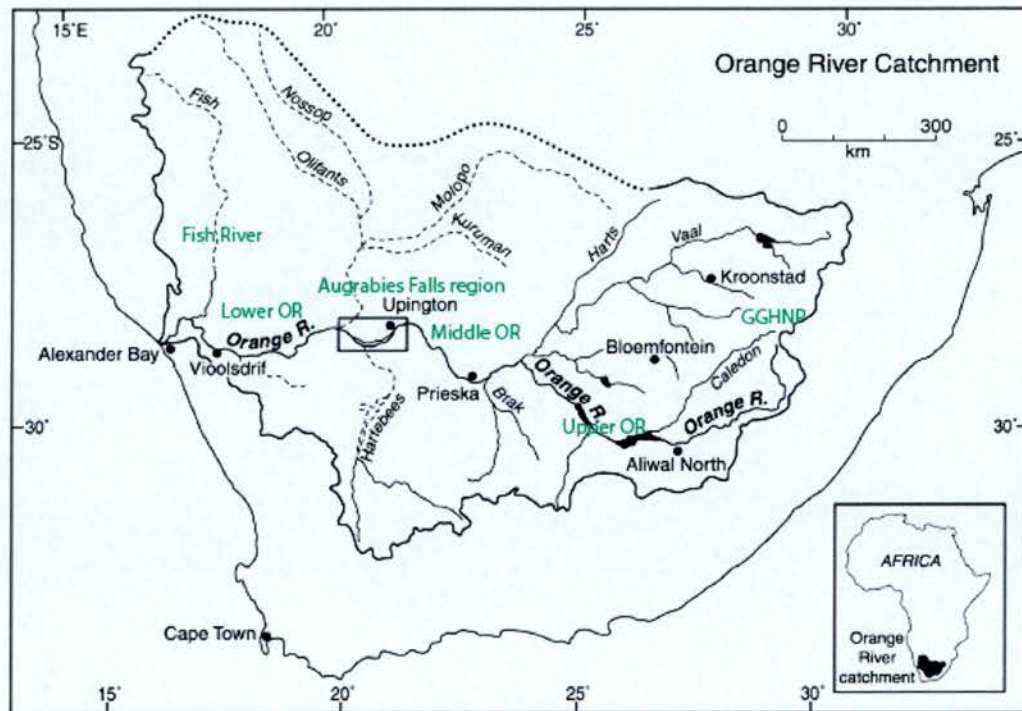 15°E
20°
25°
30°
Orange River Catchment
0
300
km
25°S
25°
Fish
Nossop
Olifants
Molopo
Kuruman
Harts
Vaal
Kroonstad
Fish River
Augrabies Falls region
Upington
GGHNP
Lower OR
Middle OR
Orange R.
Bloemfontein
Alexander Bay
Vioolsdrif
Prieska
Caledon
Orange R.
Orange R.
Brak
Upper OR
30°
30°
Hartebees
Aliwal North
AFRICA
Cape Town
Orange
River
catchment
15°
20°
25°
30°